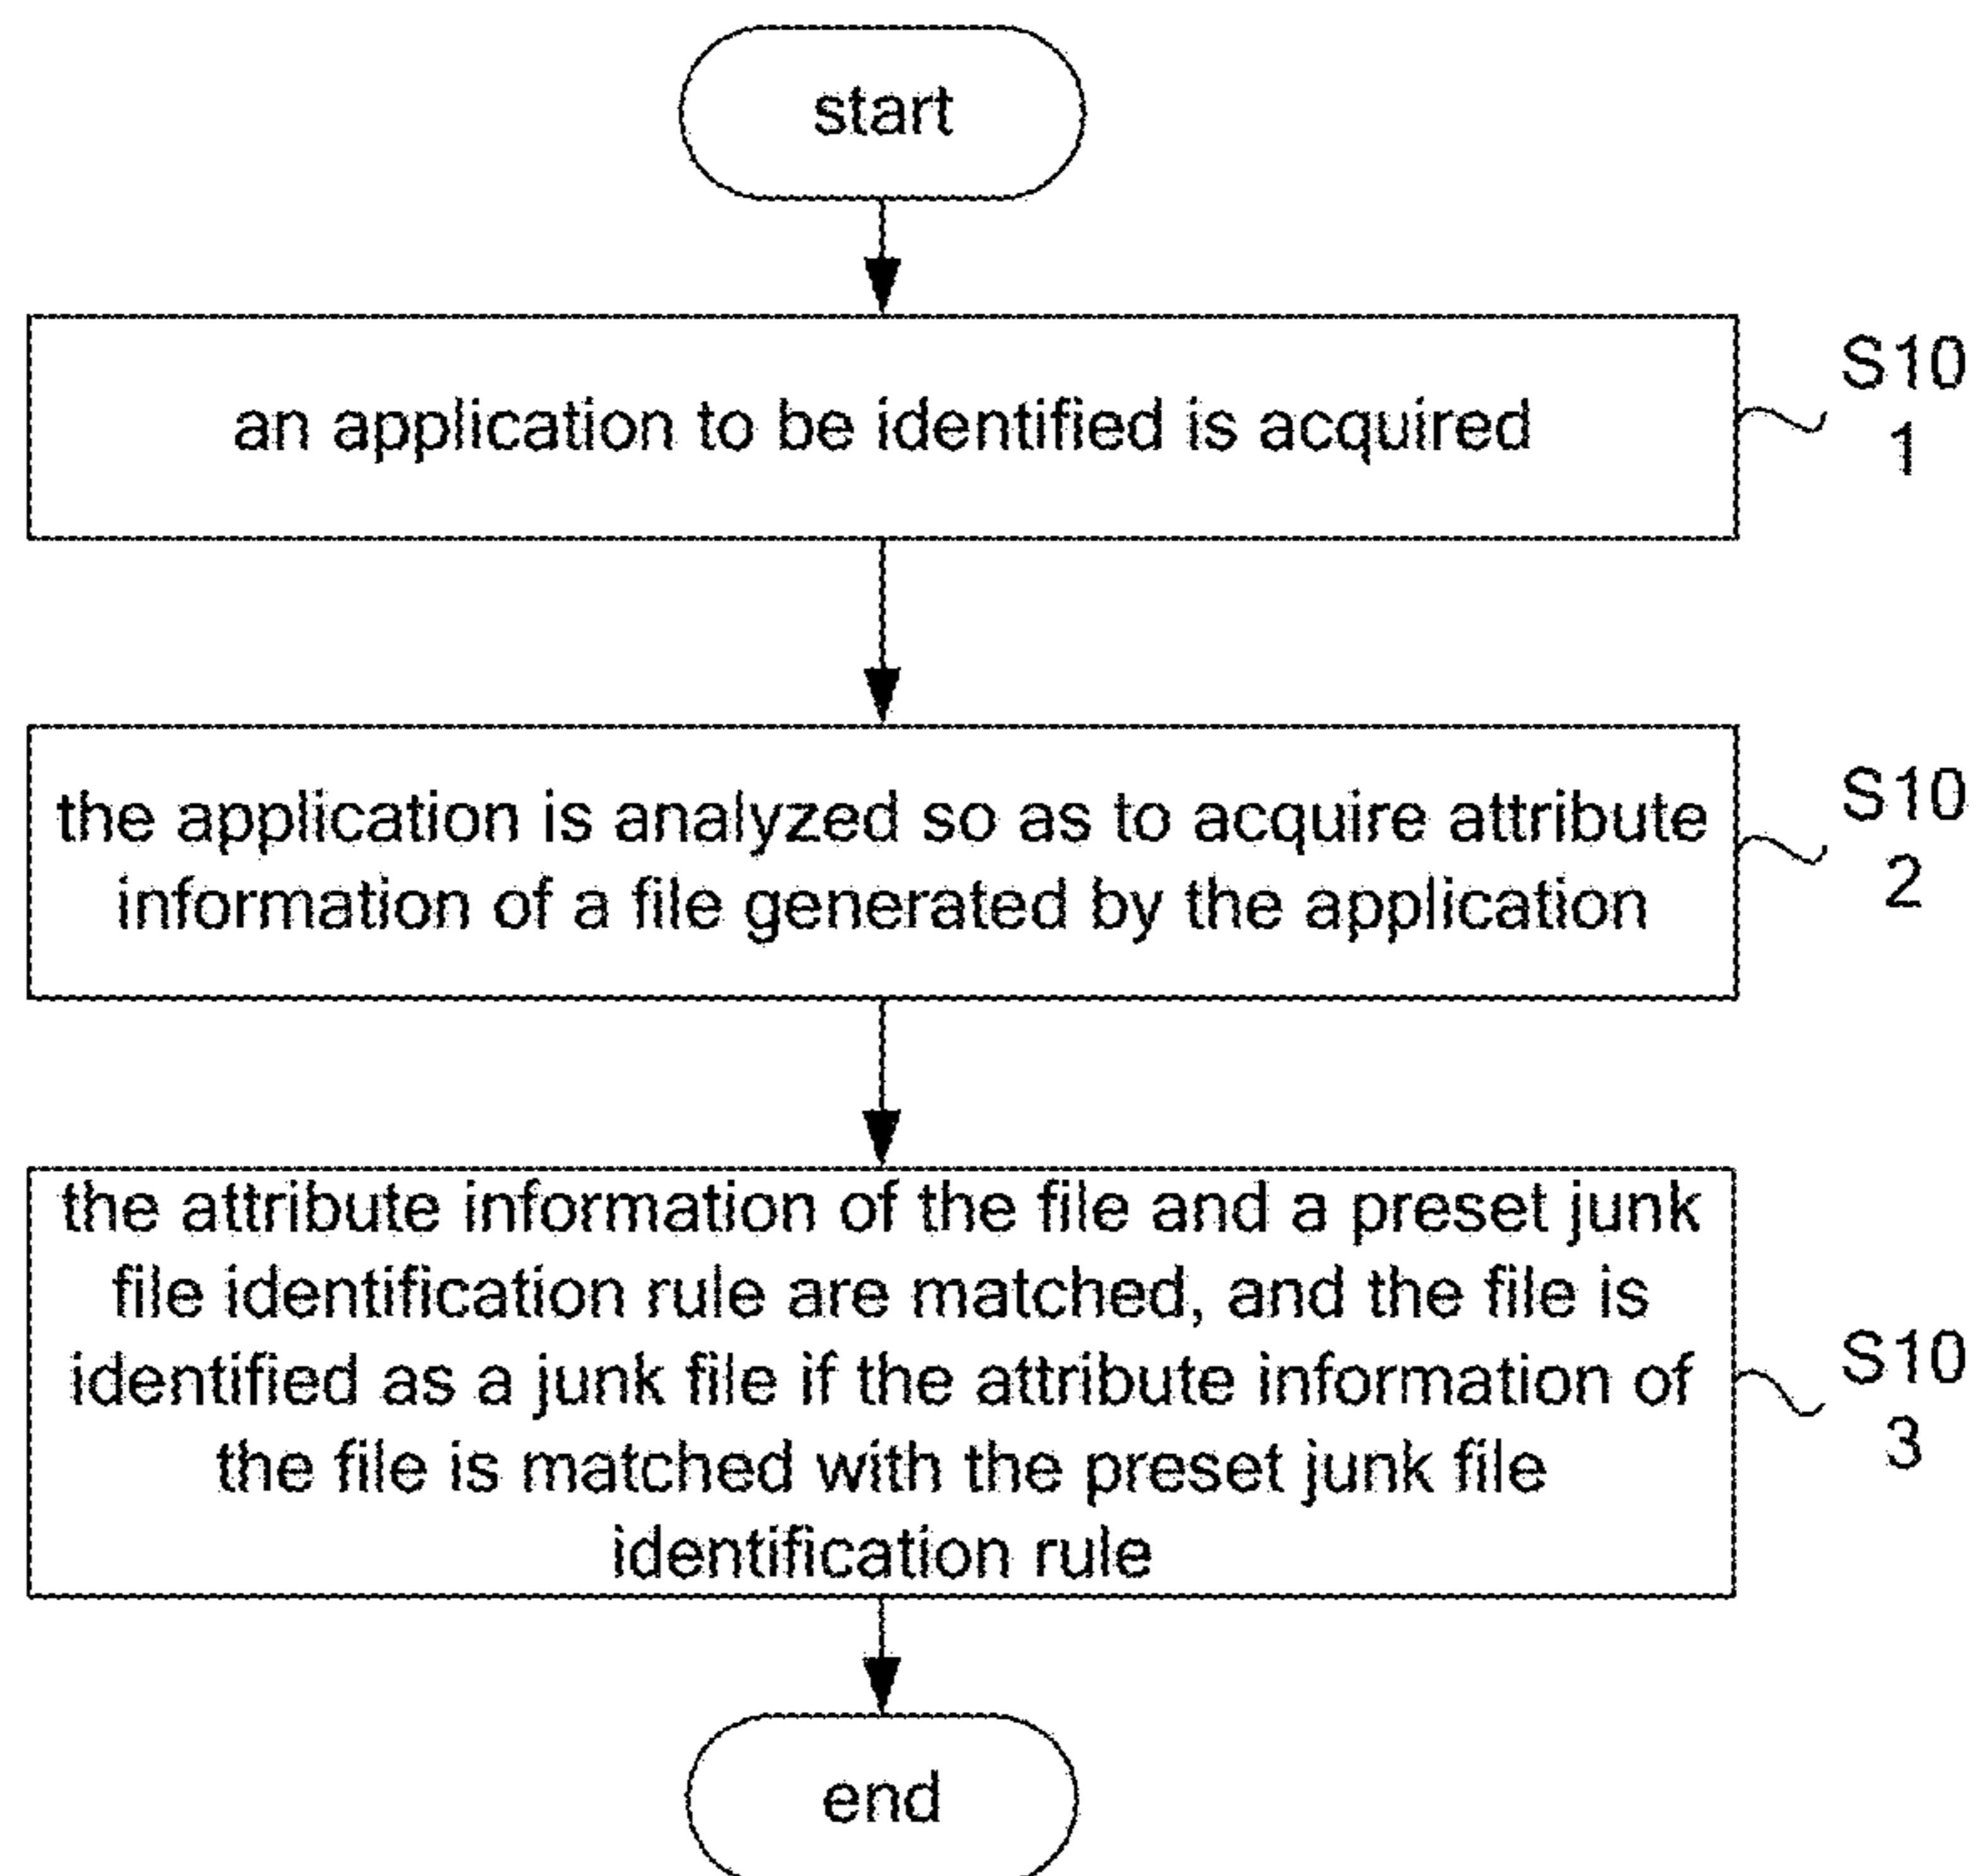 start
an application to be identified is acquired
S10
1
the application is analyzed so as to acquire attribute
information of a file generated by the application
S10
2
the attribute information of the file and a preset junk
file identification rule are matched, and the file is
identified as a junk file if the attribute information of
the file is matched with the preset junk file
identification rule
S10
3
end